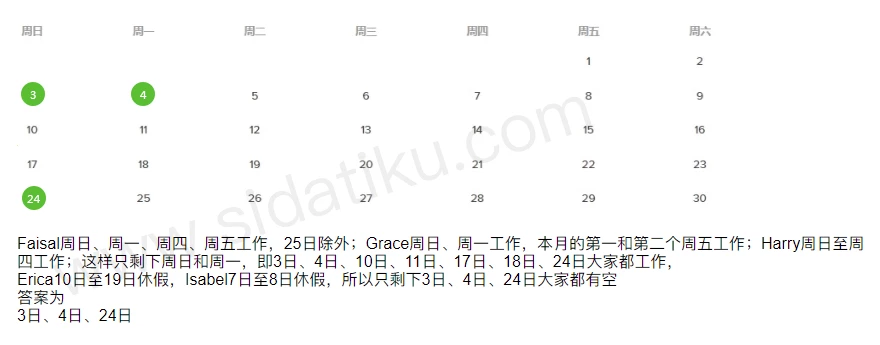 周日 周一 周二 周三 周四 周五 周六
1 2
3 4 5 6 7 8 9
10 11 12 13 14 15 16
17 18 19 20 21 22 23
24 25 26 27 28 29 30
www.sidatiku.com
Faisal周日、周一、周四、周五工作，25日除外；Grace周日、周一工作，本月的第一和第二个周五工作；Harry周日至周
四工作；这样只剩下周日和周一，即3日、4日、10日、11日、17日、18日、24日大家都工作，
Erica10日至19日休假，Isabel7日至8日休假，所以只剩下3日、4日、24日大家都有空
答案为
3日、4日、24日